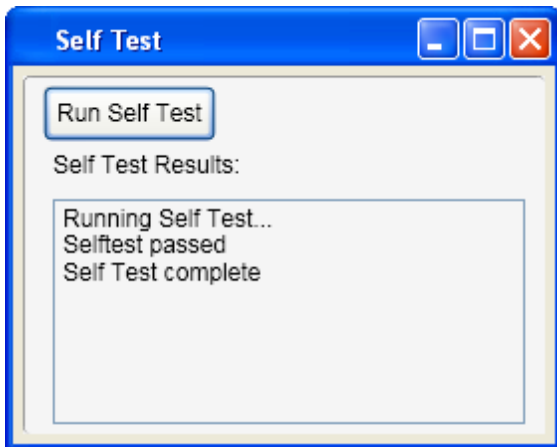 Self Test
Run Self Test
Self Test Results:
Running Self Test...
Selftest passed
Self Test complete